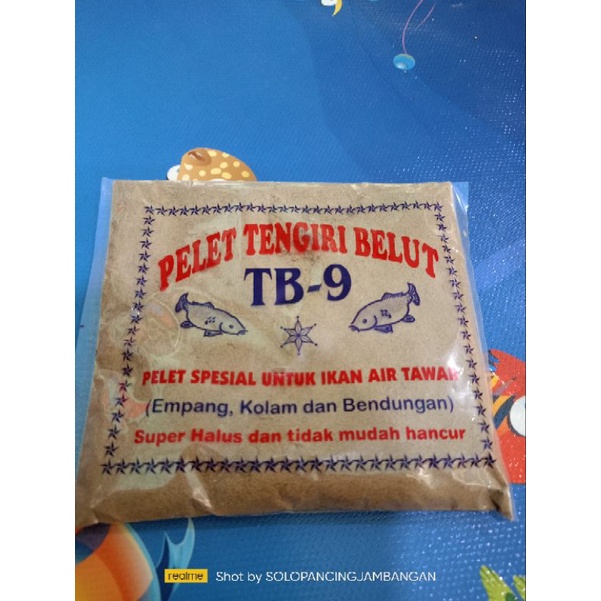 PELET TENGIRI BELUT
TB-9
PELET SPESIAL UNTUK IKAN AIR TAWAR
(Empang, Kolam dan Bendungan)
Super Halus dan tidak mudah hancur
realme Shot by SOLOPANCINGJAMBANGAN